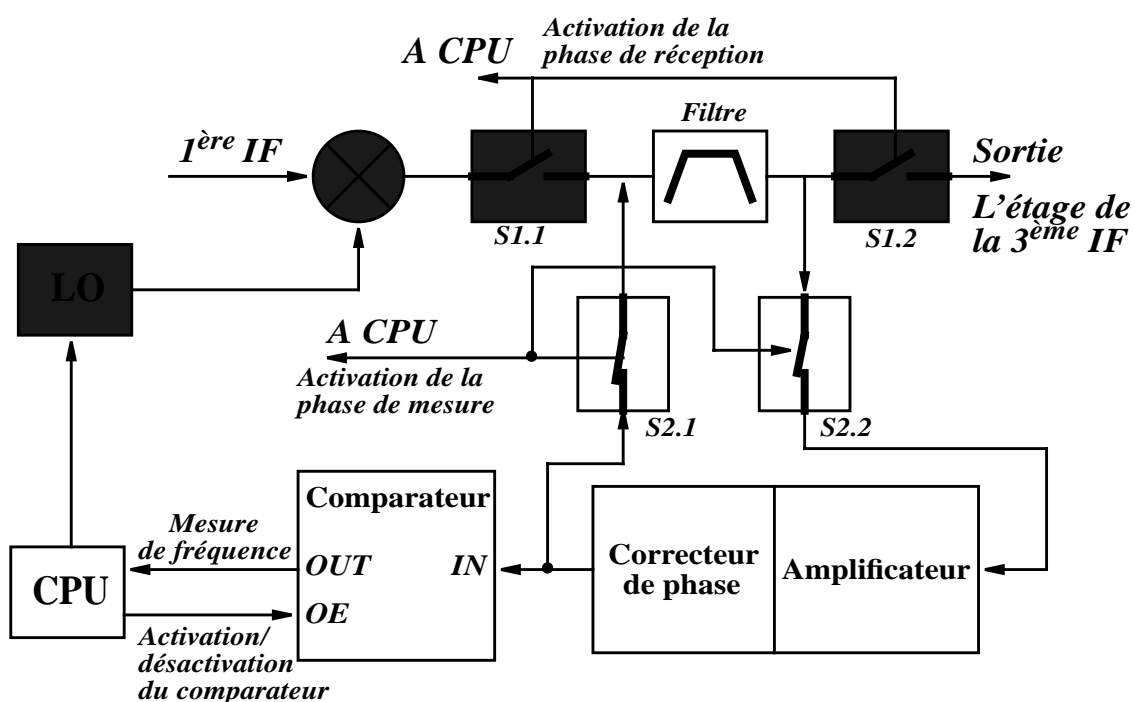 A CPU
Activation de la
phase de réception
Filtre
1ère IF
Sortie
L’étage de
la 3ème IF
S1.1
S1.2
LO
A CPU
Activation de la
phase de mesure
S2.1
S2.2
Comparateur
Mesure
de fréquence
OUT
IN
Correcteur
de phase
Amplificateur
CPU
OE
Activation/
désactivation
du comparateur